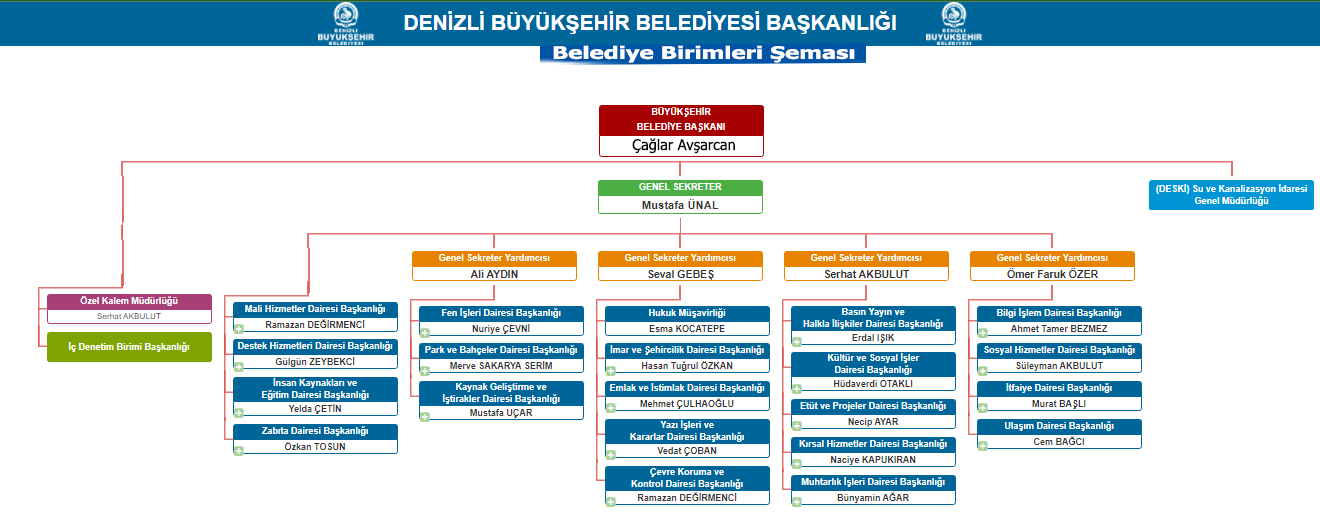 DENİZLİ
BÜYÜKŞEHİR
BELEDİYESİ
DENİZLİ BÜYÜKŞEHİR BELEDİYESİ BAŞKANLIĞI
DENİZLİ
BÜYÜKŞEHİR
BELEDİYESİ
Belediye Birimleri Şeması
BÜYÜKŞEHİR
BELEDİYE BAŞKANI
Çağlar Avşarcan
GENEL SEKRETER
Mustafa ÜNAL
(DESKİ) Su ve Kanalizasyon İdaresi
Genel Müdürlüğü
Özel Kalem Müdürlüğü
Serhat AKBULUT
İç Denetim Birimi Başkanlığı
Mali Hizmetler Dairesi Başkanlığı
Ramazan DEĞİRMENCİ
Destek Hizmetleri Dairesi Başkanlığı
Gülgün ZEYBEKCİ
İnsan Kaynakları ve
Eğitim Dairesi Başkanlığı
Yelda ÇETİN
Zabıta Dairesi Başkanlığı
Özkan TOSUN
Genel Sekreter Yardımcısı
Ali AYDIN
Fen İşleri Dairesi Başkanlığı
Nuriye ÇEVNİ
Park ve Bahçeler Dairesi Başkanlığı
Merve SAKARYA SERİM
Kaynak Geliştirme ve
İştirakler Dairesi Başkanlığı
Mustafa UÇAR
Genel Sekreter Yardımcısı
Seval GEBEŞ
Hukuk Müşavirliği
Esma KOCATEPE
İmar ve Şehircilik Dairesi Başkanlığı
Hasan Tuğrul ÖZKAN
Emlak ve İstimlak Dairesi Başkanlığı
Mehmet ÇULHAOĞLU
Yazı İşleri ve
Kararlar Dairesi Başkanlığı
Vedat ÇOBAN
Çevre Koruma ve
Kontrol Dairesi Başkanlığı
Ramazan DEĞİRMENCİ
Genel Sekreter Yardımcısı
Serhat AKBULUT
Basın Yayın ve
Halkla İlişkiler Dairesi Başkanlığı
Erdal IŞIK
Kültür ve Sosyal İşler
Dairesi Başkanlığı
Hüdaverdi OTAKLI
Etüt ve Projeler Dairesi Başkanlığı
Necip AYAR
Kırsal Hizmetler Dairesi Başkanlığı
Naciye KAPUKIRAN
Muhtarlık İşleri Dairesi Başkanlığı
Bünyamin AĞAR
Genel Sekreter Yardımcısı
Ömer Faruk ÖZER
Bilgi İşlem Dairesi Başkanlığı
Ahmet Tamer BEZMEZ
Sosyal Hizmetler Dairesi Başkanlığı
Süleyman AKBULUT
İtfaiye Dairesi Başkanlığı
Murat BAŞLI
Ulaşım Dairesi Başkanlığı
Cem BAĞCI